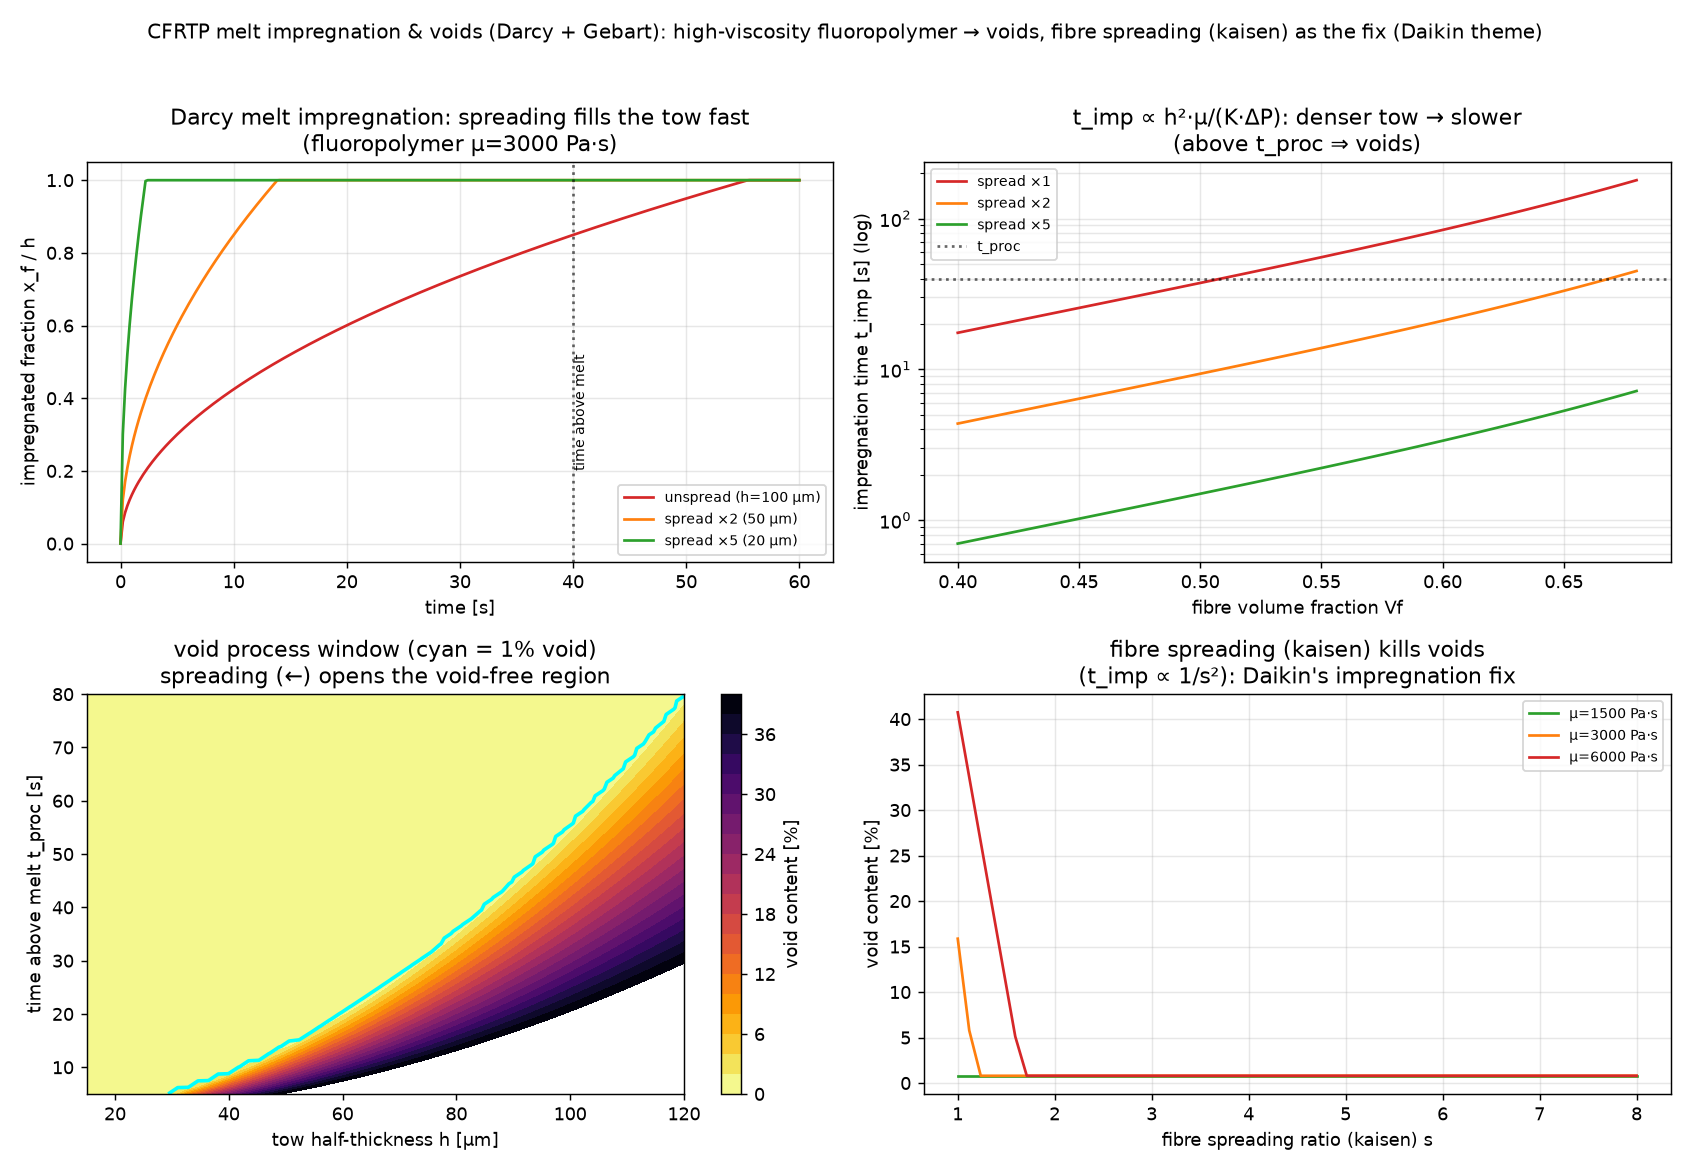 CFRTP melt impregnation & voids (Darcy + Gebart): high-viscosity fluoropolymer → voids, fibre spreading (kaisen) as the fix (Daikin theme)
Darcy melt impregnation: spreading fills the tow fast
(fluoropolymer μ=3000 Pa·s)
impregnated fraction x_f / h
1.0
0.8
0.6
0.4
0.2
0.0
time above melt
unspread (h=100 μm)
spread ×2 (50 μm)
spread ×5 (20 μm)
0 10 20 30 40 50 60
time [s]
t_imp ∝ h²·μ/(K·ΔP): denser tow → slower
(above t_proc ⇒ voids)
impregnation time t_imp [s] (log)
10²
10¹
10⁰
spread ×1
spread ×2
spread ×5
t_proc
0.40 0.45 0.50 0.55 0.60 0.65
fibre volume fraction Vf
void process window (cyan = 1% void)
spreading (←) opens the void-free region
time above melt t_proc [s]
80
70
60
50
40
30
20
10
20 40 60 80 100 120
tow half-thickness h [μm]
36
30
24
18
12
6
0
void content [%]
fibre spreading (kaisen) kills voids
(t_imp ∝ 1/s²): Daikin's impregnation fix
void content [%]
40
35
30
25
20
15
10
5
0
μ=1500 Pa·s
μ=3000 Pa·s
μ=6000 Pa·s
1 2 3 4 5 6 7 8
fibre spreading ratio (kaisen) s